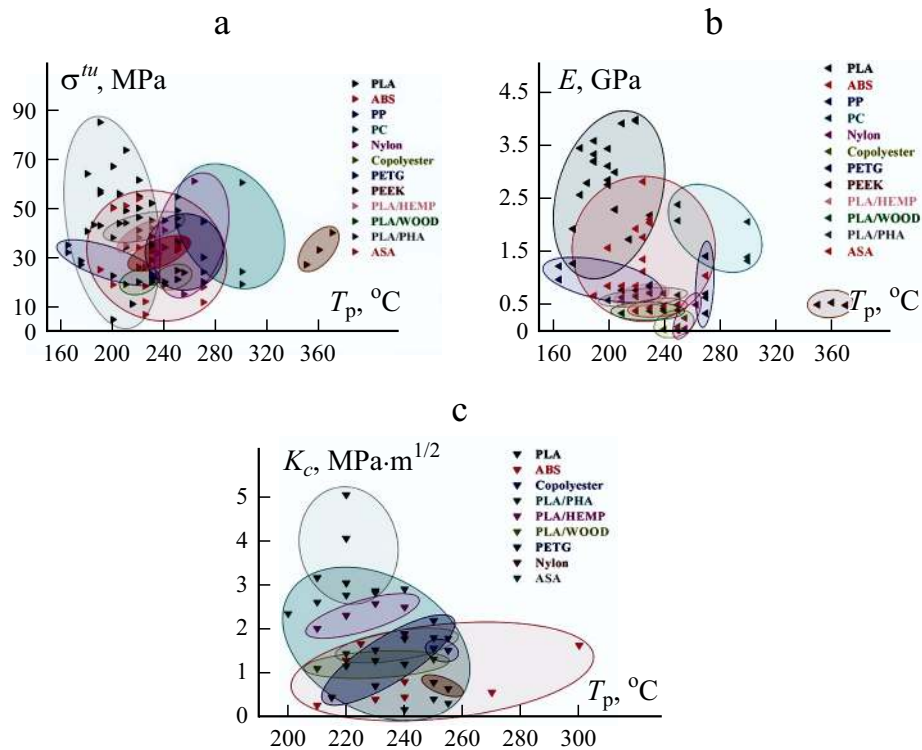 a
σᵗᵘ, MPa
90
70
50
30
10
0
160 200 240 280 320 360
Tₚ, °C
PLA
ABS
PP
PC
Nylon
Copolyester
PETG
PEEK
PLA/HEMP
PLA/WOOD
PLA/PHA
ASA
b
E, GPa
4.5
3.5
2.5
1.5
0.5
0
160 200 240 280 320 360
Tₚ, °C
PLA
ABS
PP
PC
Nylon
Copolyester
PETG
PEEK
PLA/HEMP
PLA/WOOD
PLA/PHA
ASA
c
K_c, MPa·m^1/2
5
4
3
2
1
0
200 220 240 260 280 300
Tₚ, °C
PLA
ABS
Copolyester
PLA/PHA
PLA/HEMP
PLA/WOOD
PETG
Nylon
ASA